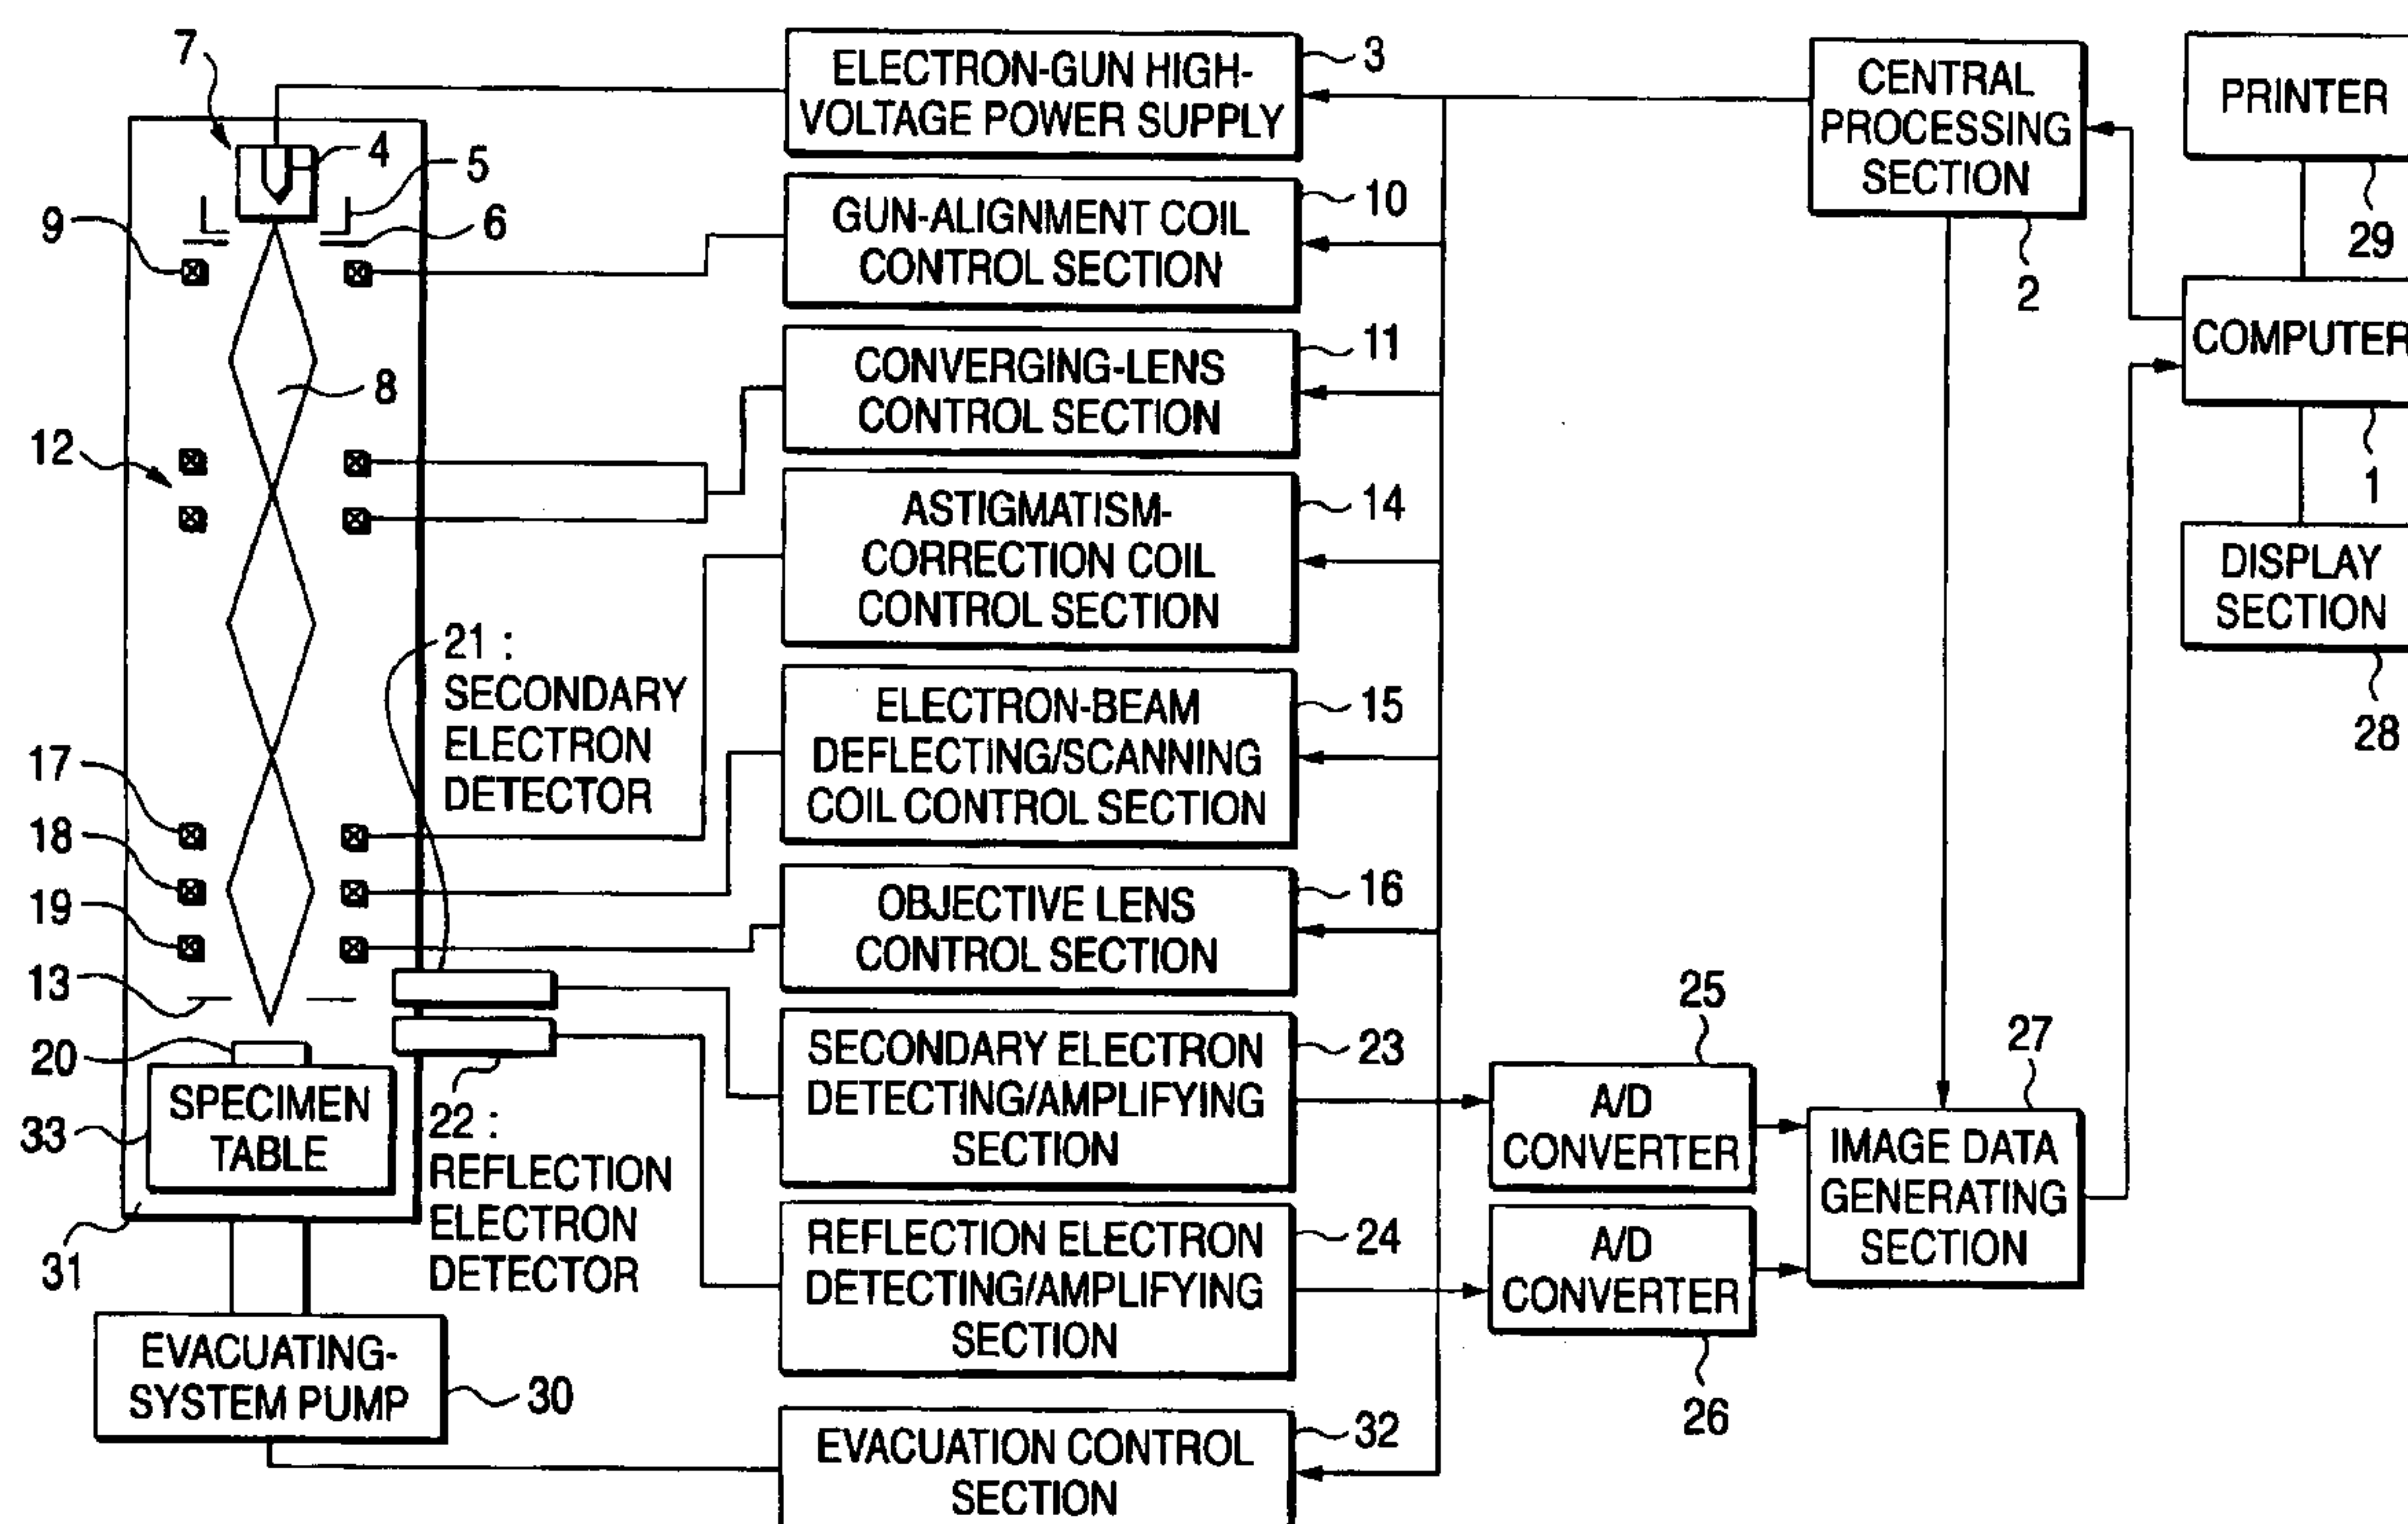 7
4
5
9
6
8
12
17
18
19
13
20
SPECIMEN
TABLE
33
31
EVACUATING-
SYSTEM PUMP
30
21 :
SECONDARY
ELECTRON
DETECTOR
22 :
REFLECTION
ELECTRON
DETECTOR
ELECTRON-GUN HIGH-
VOLTAGE POWER SUPPLY
3
GUN-ALIGNMENT COIL
CONTROL SECTION
10
CONVERGING-LENS
CONTROL SECTION
11
ASTIGMATISM-
CORRECTION COIL
CONTROL SECTION
14
ELECTRON-BEAM
DEFLECTING/SCANNING
COIL CONTROL SECTION
15
OBJECTIVE LENS
CONTROL SECTION
16
SECONDARY ELECTRON
DETECTING/AMPLIFYING
SECTION
23
REFLECTION ELECTRON
DETECTING/AMPLIFYING
SECTION
24
EVACUATION CONTROL
SECTION
32
25
A/D
CONVERTER
A/D
CONVERTER
26
27
IMAGE DATA
GENERATING
SECTION
CENTRAL
PROCESSING
SECTION
2
PRINTER
29
COMPUTER
1
DISPLAY
SECTION
28